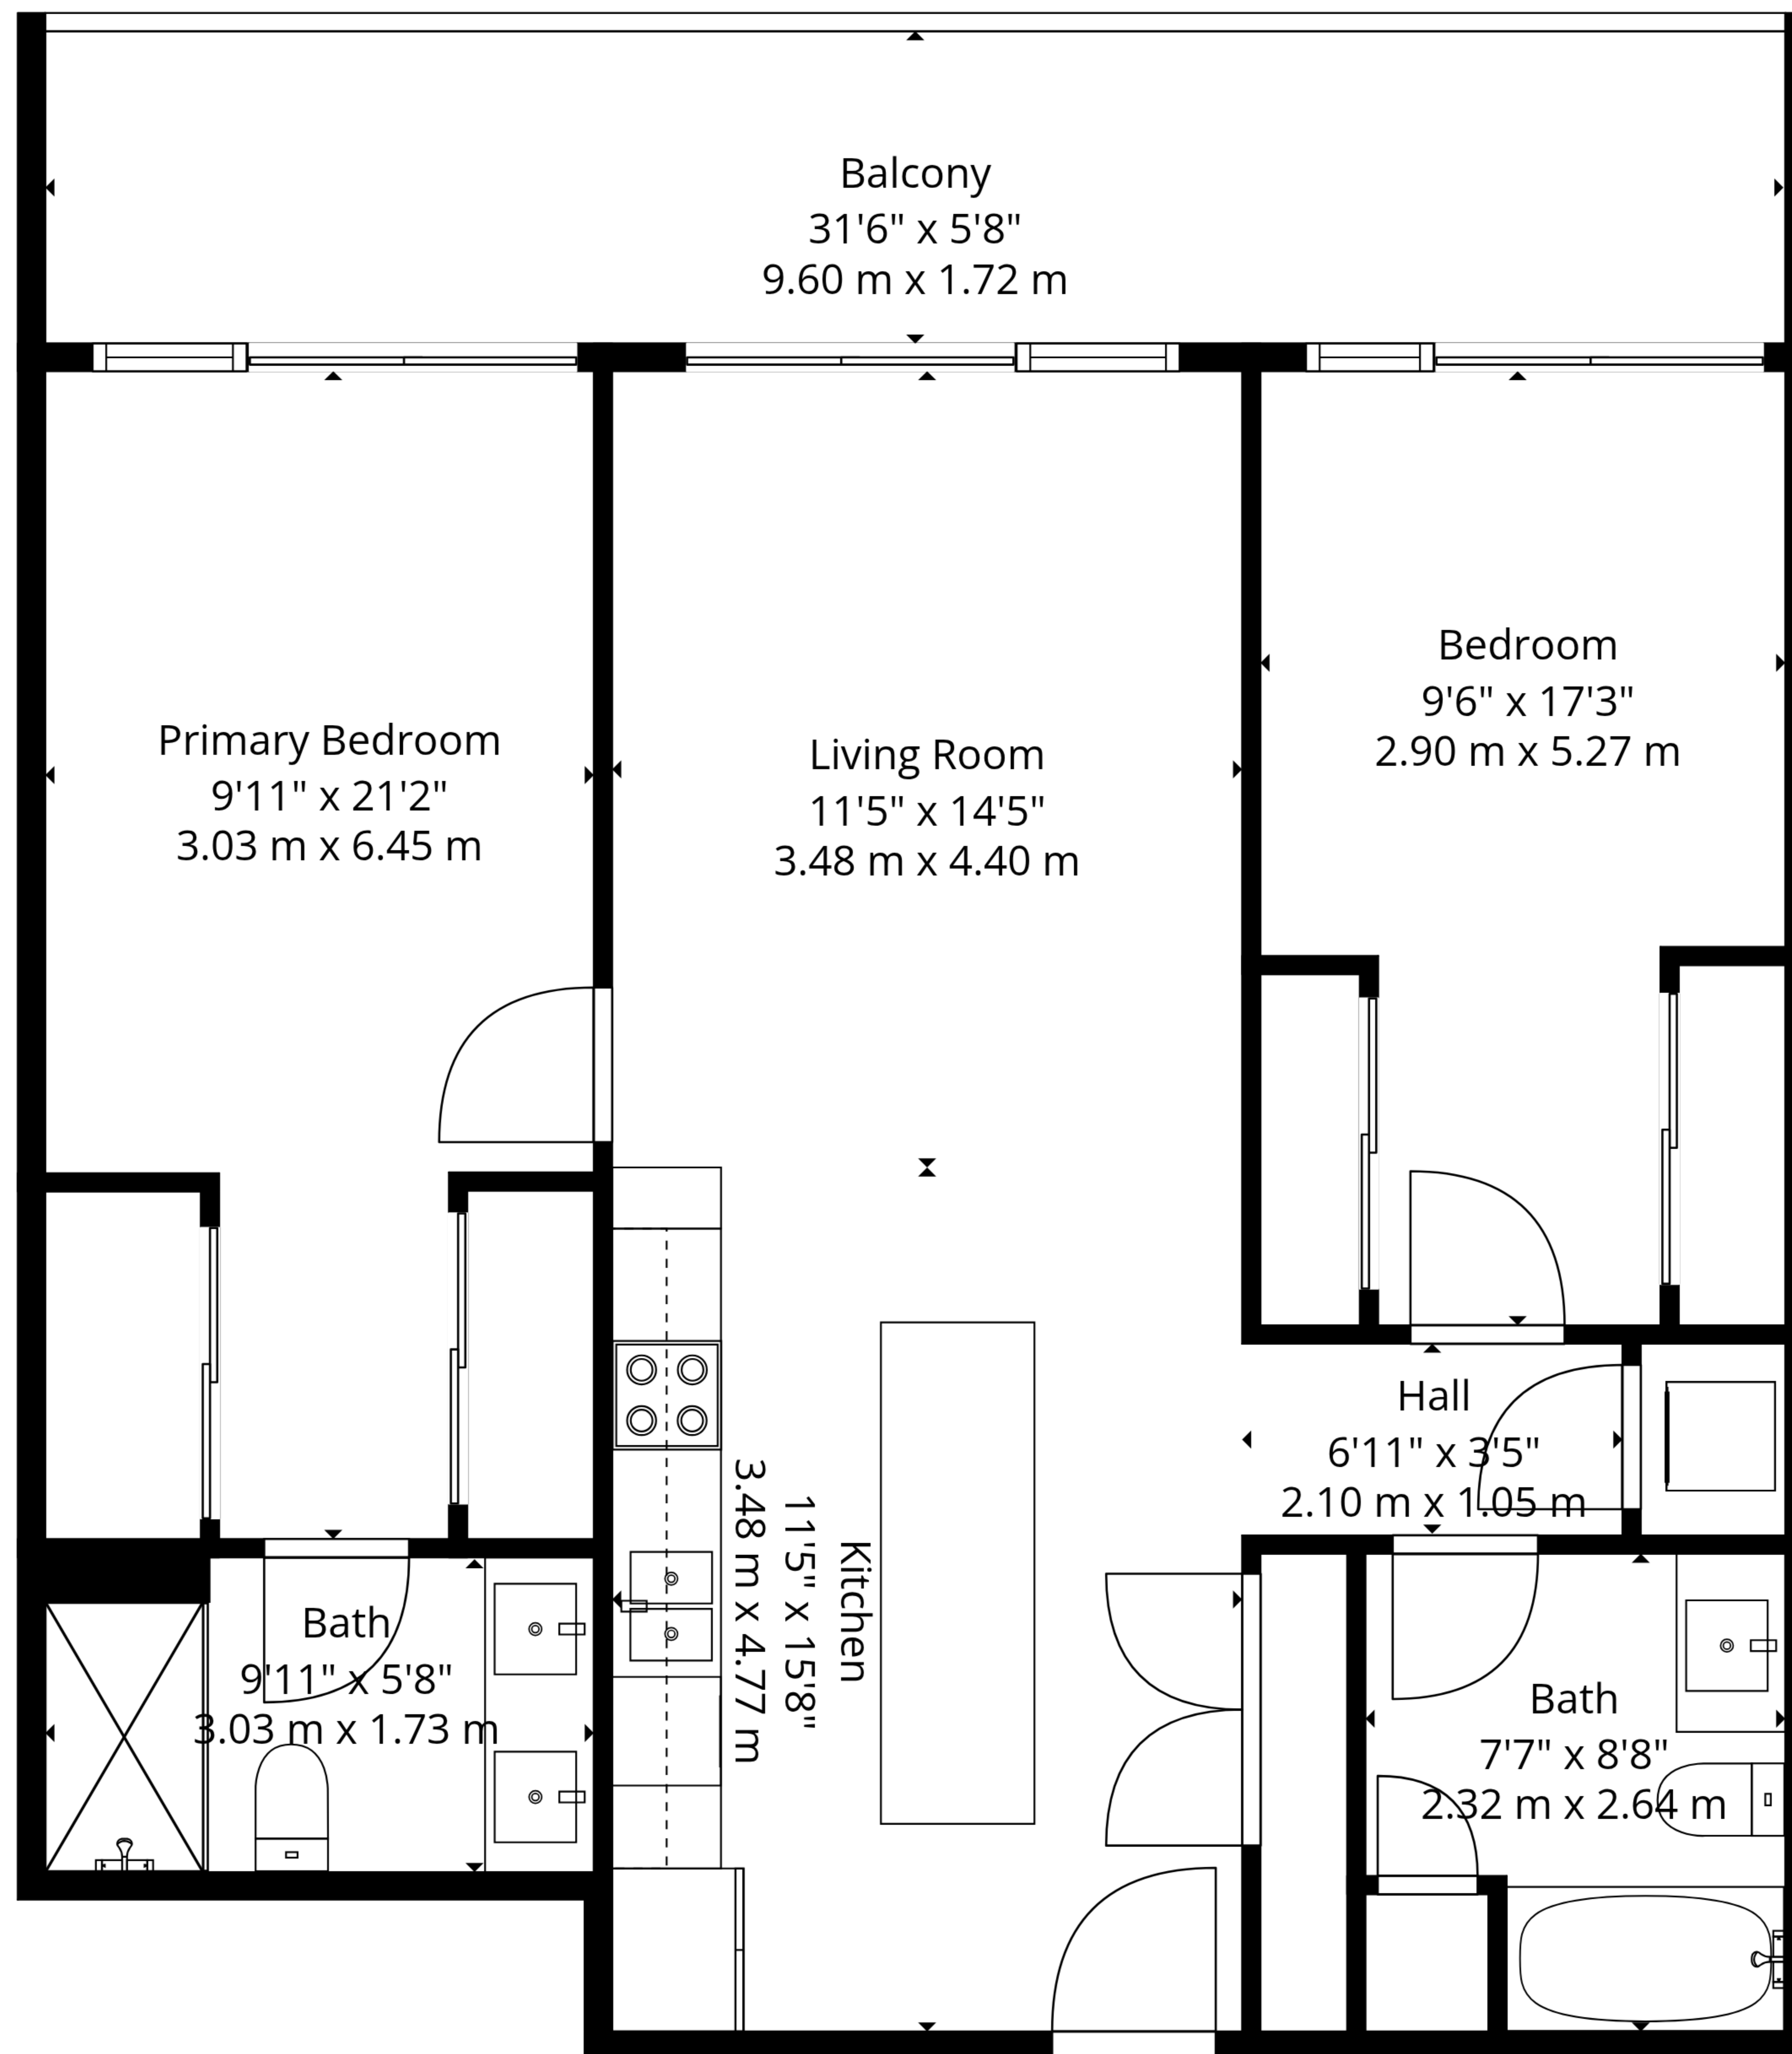 Balcony
31'6" x 5'8"
9.60 m x 1.72 m
Primary Bedroom
9'11" x 21'2"
3.03 m x 6.45 m
Living Room
11'5" x 14'5"
3.48 m x 4.40 m
Bedroom
9'6" x 17'3"
2.90 m x 5.27 m
Hall
6'11" x 3'5"
2.10 m x 1.05 m
Kitchen
11'5" x 15'8"
3.48 m x 4.77 m
Bath
9'11" x 5'8"
3.03 m x 1.73 m
Bath
7'7" x 8'8"
2.32 m x 2.64 m